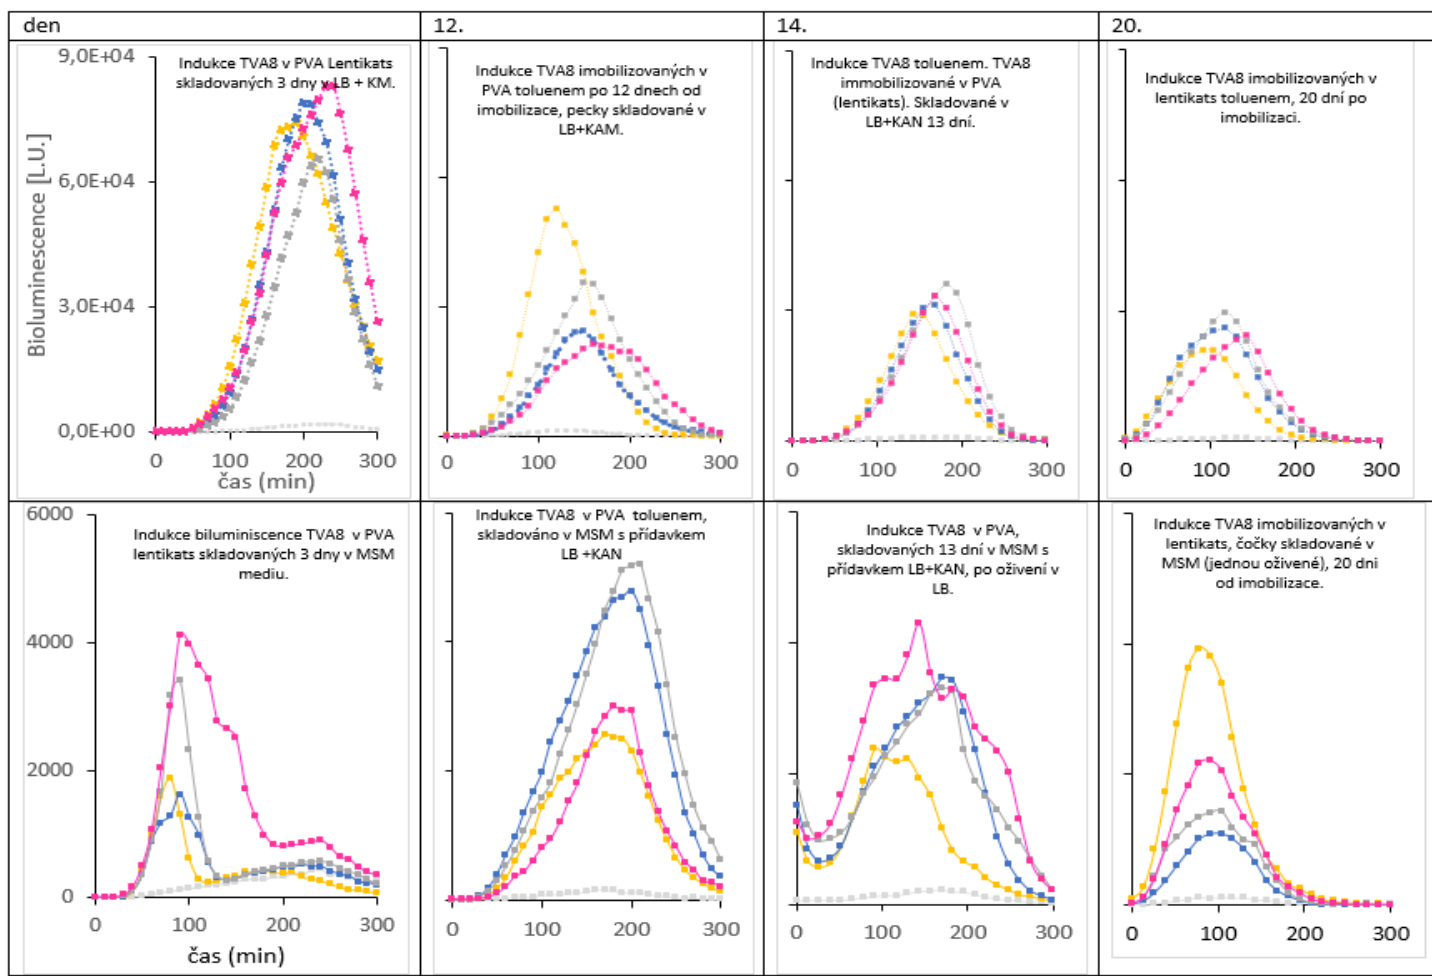 den
12.
14.
20.
Indukce TVA8 v PVA Lentikats
skladovaných 3 dny v LB + KM.
9,0E+04
6,0E+04
3,0E+04
0,0E+00
Bioluminescence [L.U.]
0 100 200 300
čas (min)
Indukce TVA8 imobilizovaných v
PVA toluenem po 12 dnech od
imobilizace, pecky skladované v
LB+KAM.
0 100 200 300
Indukce TVA8 toluenem. TVA8
immobilizované v PVA
(lentikats). Skladované v
LB+KAN 13 dní.
0 100 200 300
Indukce TVA8 imobilizovaných v
lentikats toluenem, 20 dní po
imobilizaci.
0 100 200 300
Indukce biluminiscence TVA8 v PVA
lentikats skladovaných 3 dny v MSM
mediu.
6000
4000
2000
0
0 100 200 300
čas (min)
Indukce TVA8 v PVA toluenem,
skladováno v MSM s přídavkem
LB +KAN
0 100 200 300
Indukce TVA8 v PVA,
skladovaných 13 dní v MSM s
přídavkem LB+KAN, po oživení v
LB.
0 100 200 300
Indukce TVA8 imobilizovaných v
lentikats, čočky skladované v
MSM (jednou oživené), 20 dni
od imobilizace.
0 100 200 300